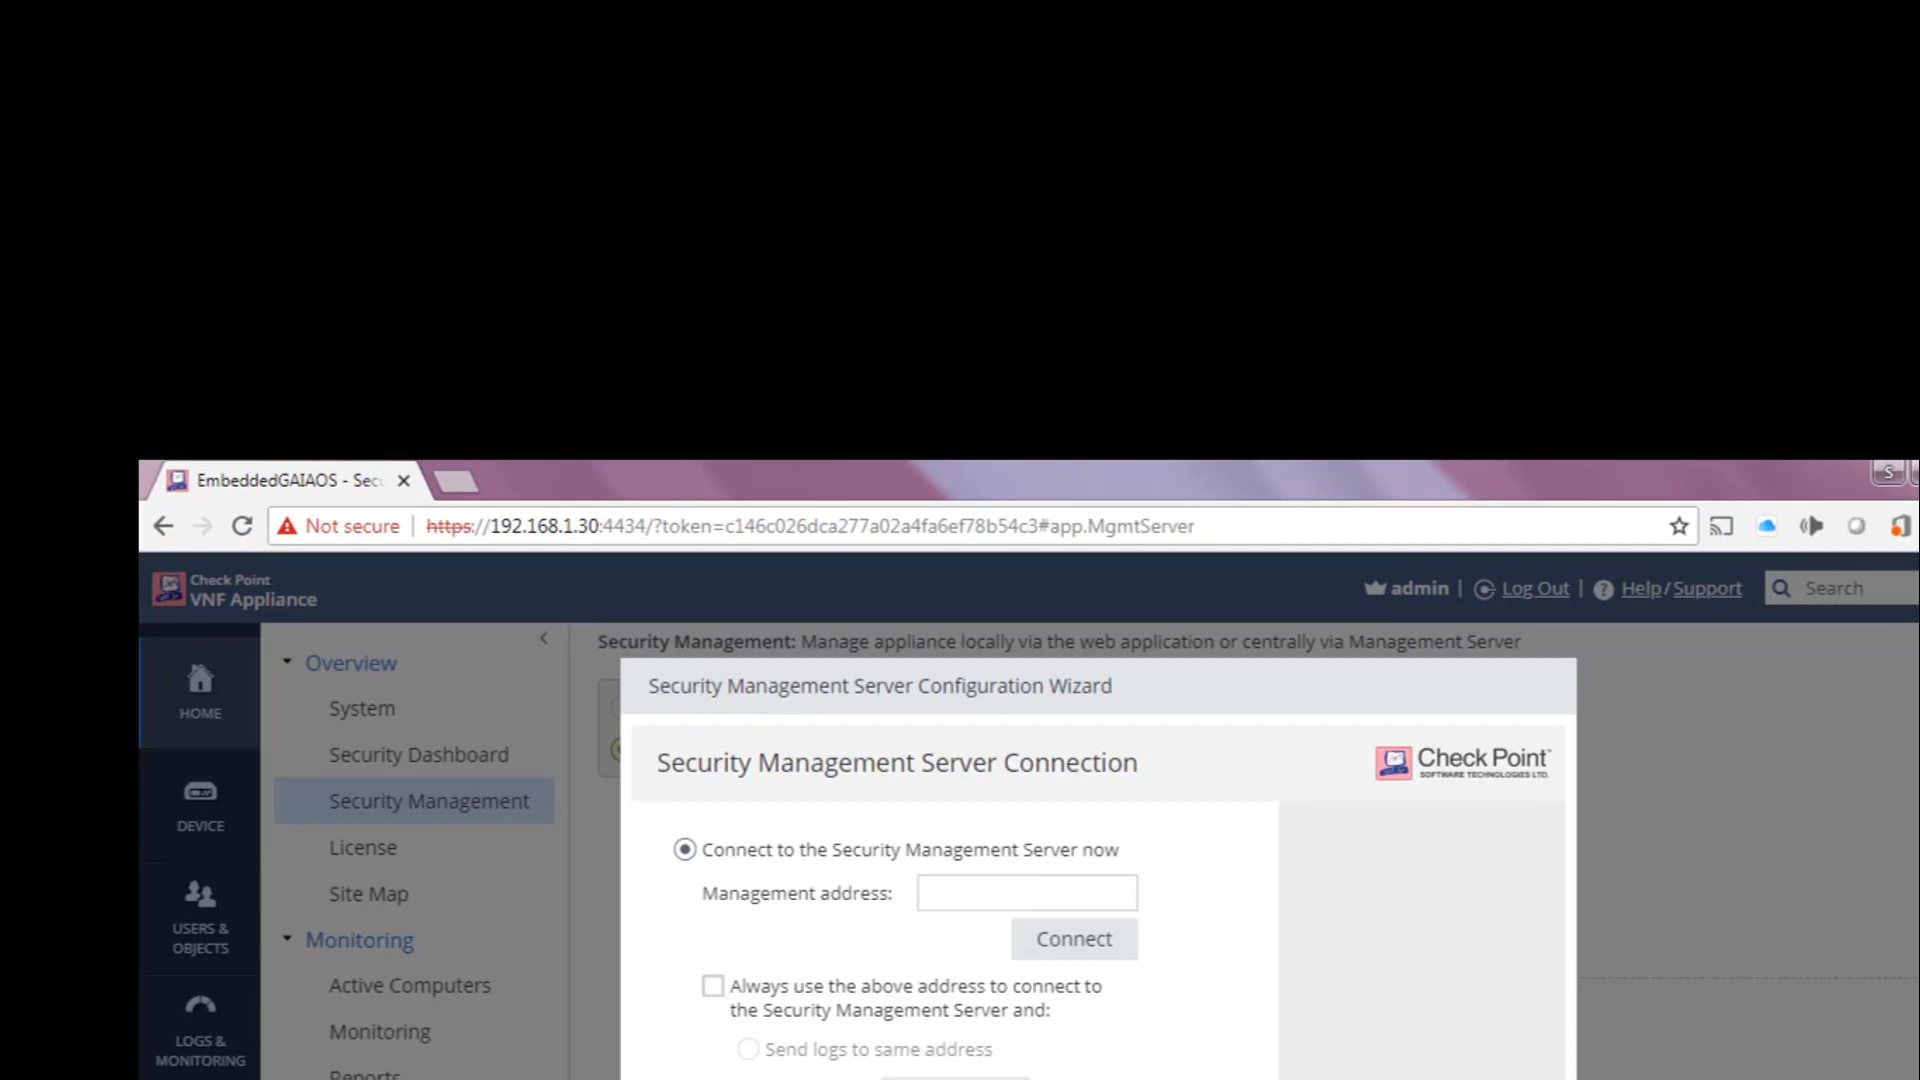 EmbeddedGAIAOS - Sec
S
Not secure
https://192.168.1.30:4434/?token=c146c026dca277a02a4fa6ef78b54c3#app.MgmtServer
Check Point
VNF Appliance
admin | Log Out | Help/Support
Search
Security Management: Manage appliance locally via the web application or centrally via Management Server
HOME
DEVICE
USERS &
OBJECTS
LOGS &
MONITORING
Overview
System
Security Dashboard
Security Management
License
Site Map
Monitoring
Active Computers
Monitoring
Reports
Security Management Server Configuration Wizard
Security Management Server Connection
Check Point™
SOFTWARE TECHNOLOGIES LTD.
Connect to the Security Management Server now
Management address:
Connect
Always use the above address to connect to
the Security Management Server and:
Send logs to same address